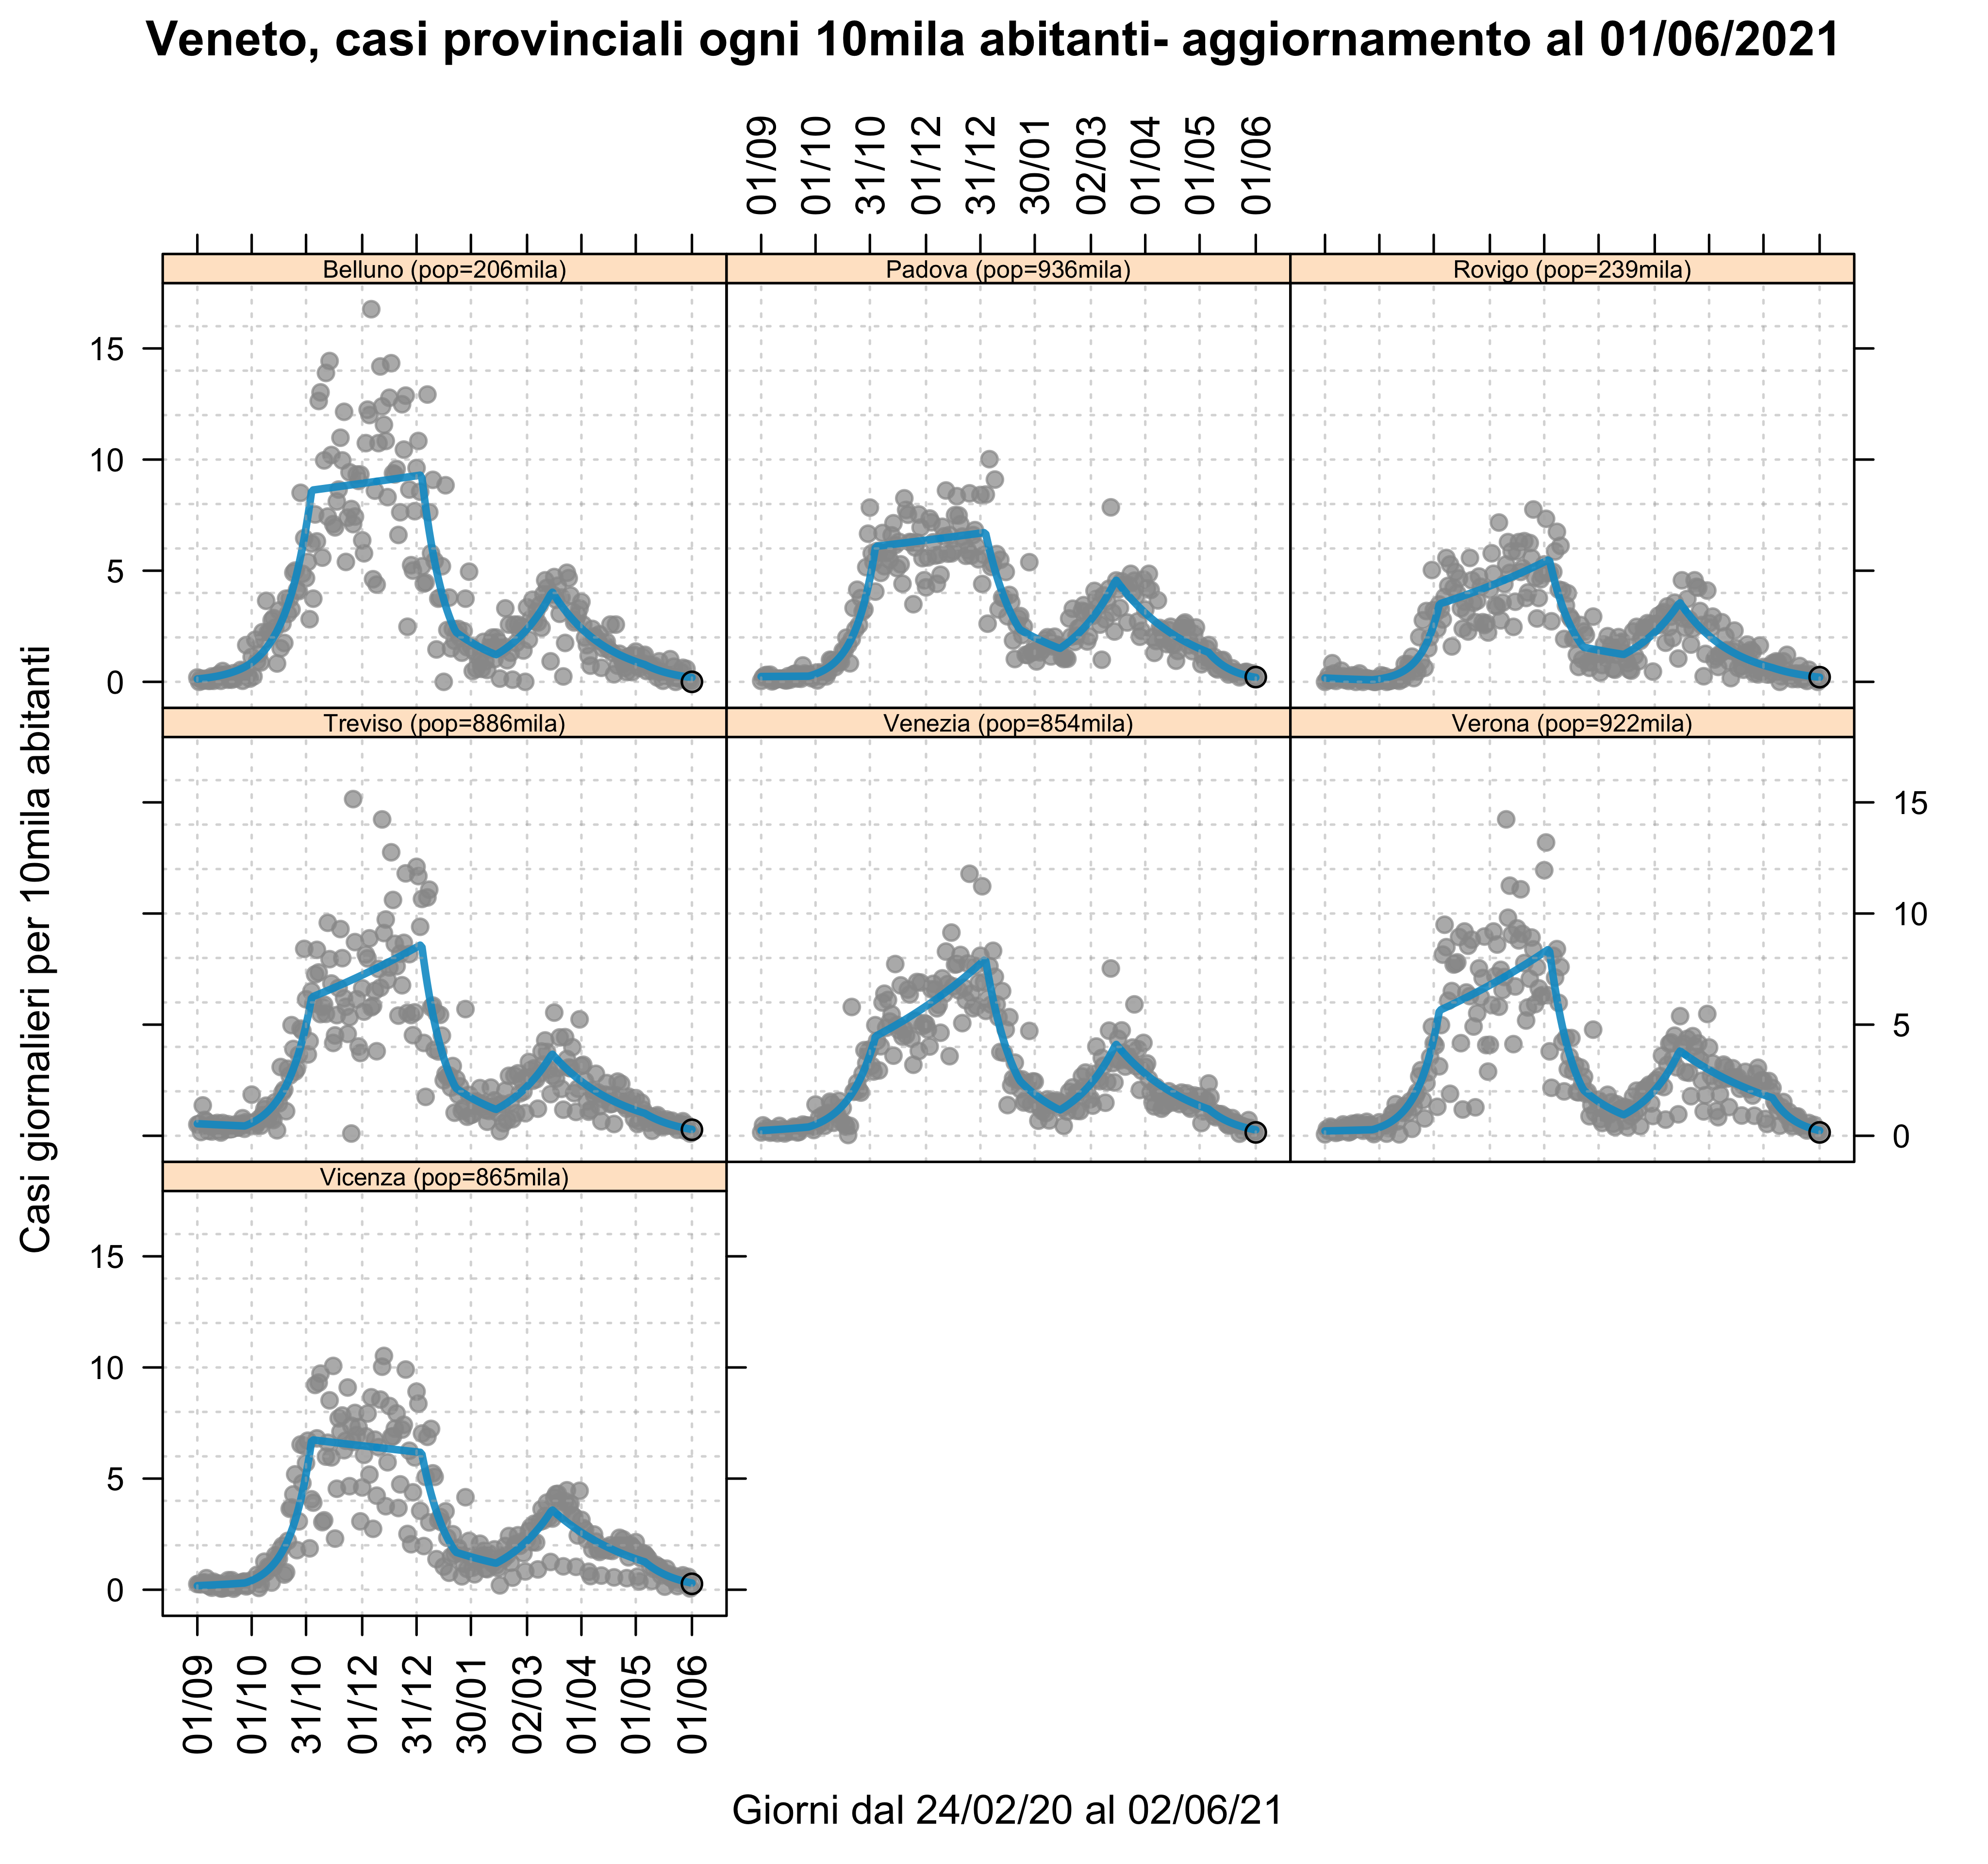 Veneto, casi provinciali ogni 10mila abitanti- aggiornamento al 01/06/2021
01/09 01/10 31/10 01/12 31/12 30/01 02/03 01/04 01/05 01/06
Belluno (pop=206mila) Padova (pop=936mila) Rovigo (pop=239mila)
15
10
5
0
Treviso (pop=886mila) Venezia (pop=854mila) Verona (pop=922mila)
15
10
5
0
Vicenza (pop=865mila)
15
10
5
0
01/09 01/10 31/10 01/12 31/12 30/01 02/03 01/04 01/05 01/06
Casi giornalieri per 10mila abitanti
Giorni dal 24/02/20 al 02/06/21